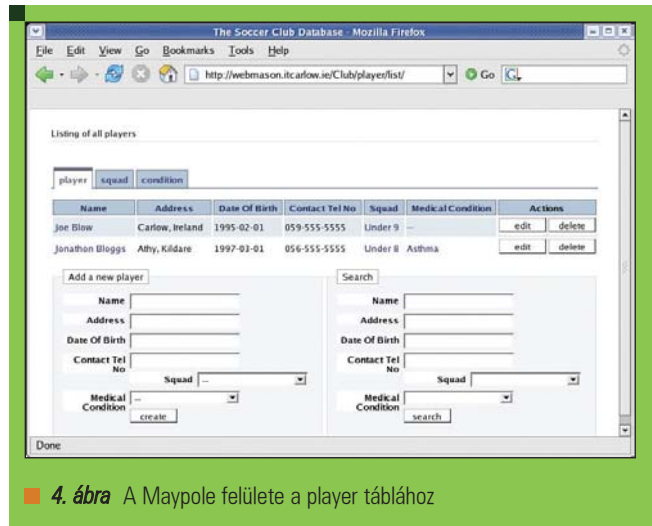 The Soccer Club Database - Mozilla Firefox
File Edit View Go Bookmarks Tools Help
http://webmason.itcarlow.ie/Club/player/list/ Go G
Listing of all players
player squad condition
Name Address Date Of Birth Contact Tel No Squad Medical Condition Actions
Joe Blow Carlow, Ireland 1995-02-01 059-555-5555 Under 9 -- edit delete
Jonathon Bloggs Athy, Kildare 1997-03-01 056-555-5555 Under 8 Asthma edit delete
Add a new player
Name
Address
Date Of Birth
Contact Tel
No
Squad --
Medical --
Condition
create
Search
Name
Address
Date Of Birth
Contact Tel
No
Squad
Medical
Condition
search
Done
4. ábra A Maypole felülete a player táblához